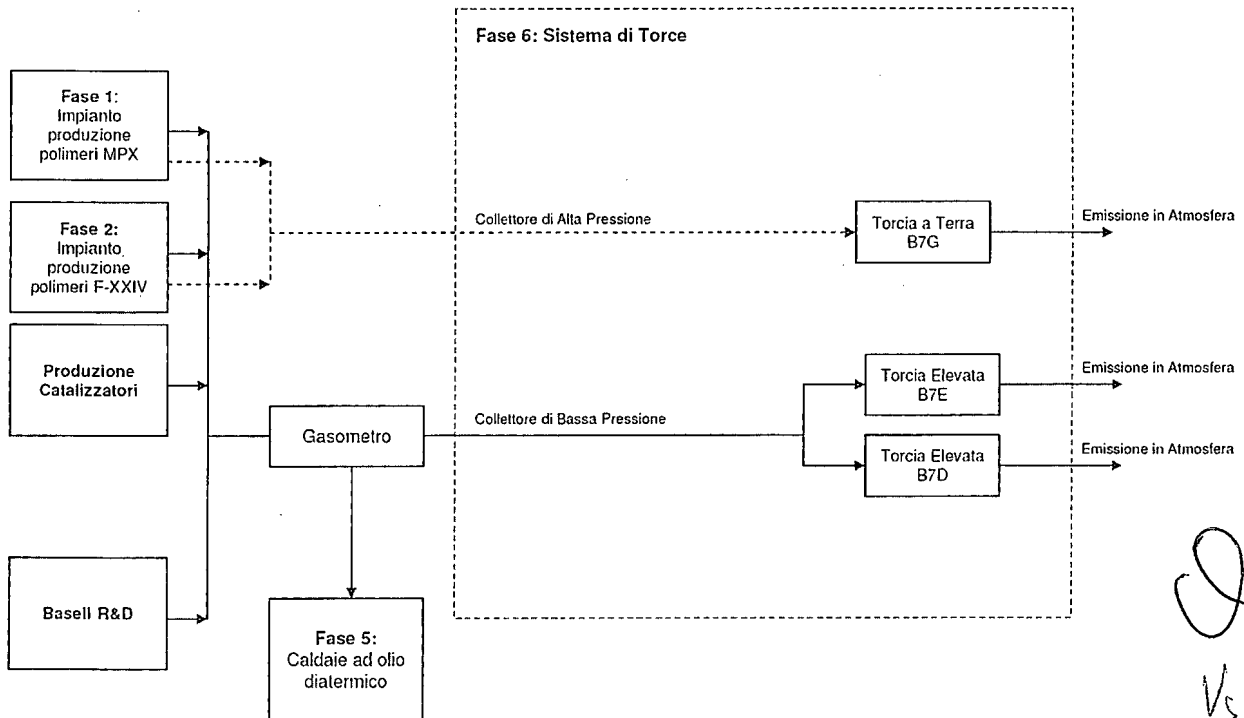 Fase 6: Sistema di Torce
Fase 1:
Impianto
produzione
polimeri MPX
Fase 2:
Impianto
produzione
polimeri F-XXIV
Produzione
Catalizzatori
Basell R&D
Gasometro
Fase 5:
Caldaie ad olio
diatermico
Collettore di Alta Pressione
Torcia a Terra
B7G
Emissione in Atmosfera
Collettore di Bassa Pressione
Torcia Elevata
B7E
Emissione in Atmosfera
Torcia Elevata
B7D
Emissione in Atmosfera